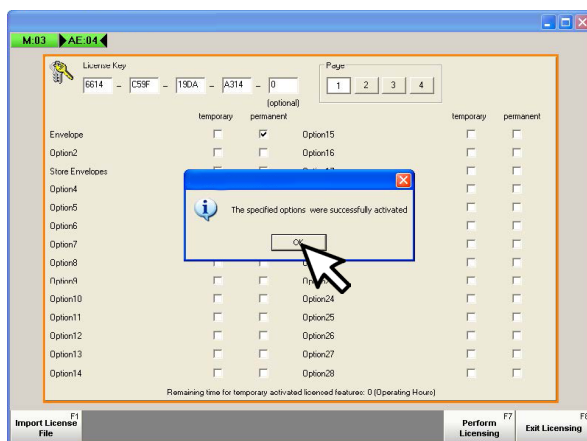 M:03 AE:04
License Key
Page
6614 - C59F - 19DA - A314 - 0
1 2 3 4
(optional)
temporary permanent temporary permanent
Envelope Option15
Option2 Option16
Store Envelopes
Option4
Option5
The specified options were successfully activated
Option6
Option7
OK
Option8
Option9
Option10 Option24
Option11 Option25
Option12 Option26
Option13 Option27
Option14 Option28
Remaining time for temporary activated licenced features: 0 (Operating Hours)
F1 F7 F8
Import License File
Perform Licensing
Exit Licensing